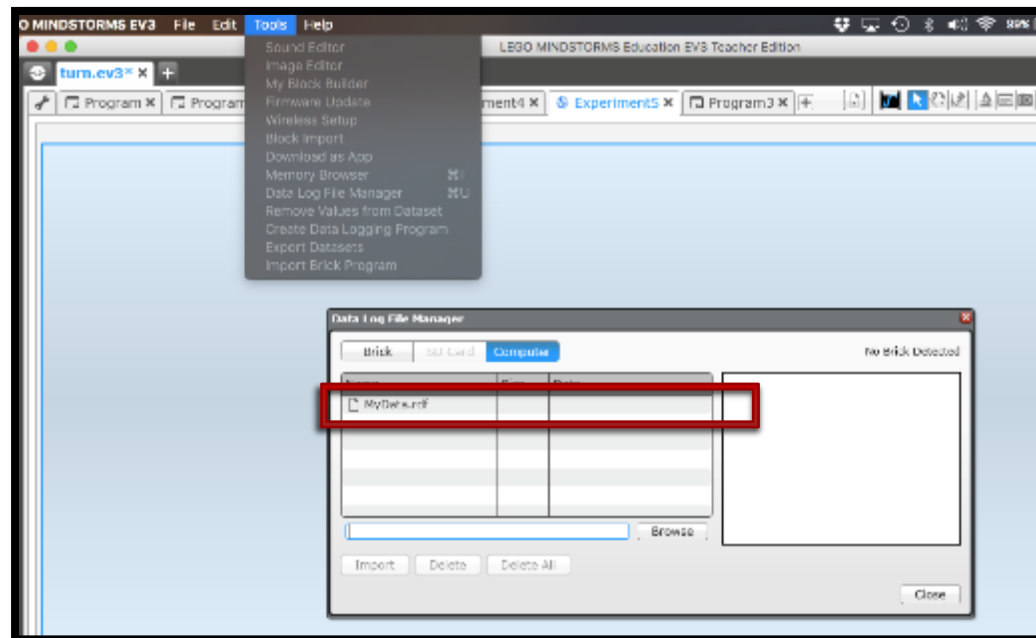 O MINDSTORMS EV3 File Edit Tools Help
LEGO MINDSTORMS Education EV3 Teacher Edition
turn.ev3* X +
Program X Program ment4 X Experiment5 X Program3 X +
Sound Editor
Image Editor
My Block Builder
Firmware Update
Wireless Setup
Block Import
Download as App
Memory Browser ⌘I
Data Log File Manager ⌘U
Remove Values from Dataset
Create Data Logging Program
Export Datasets
Import Brick Program
Data Log File Manager
Brick SD Card Computer No Brick Detected
MyData.rdf
Browse
Import Delete Delete All
Close